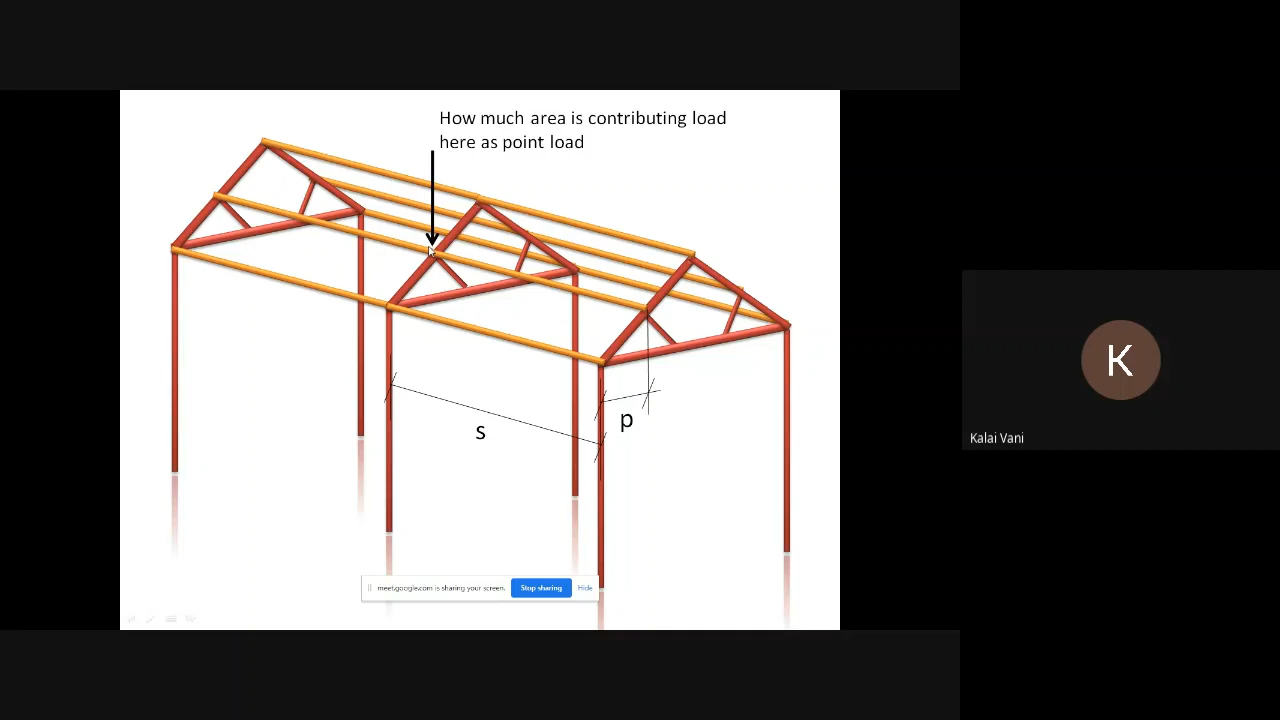 How much area is contributing load
here as point load
s
p
meet.google.com is sharing your screen.
Stop sharing
Hide
K
Kalai Vani